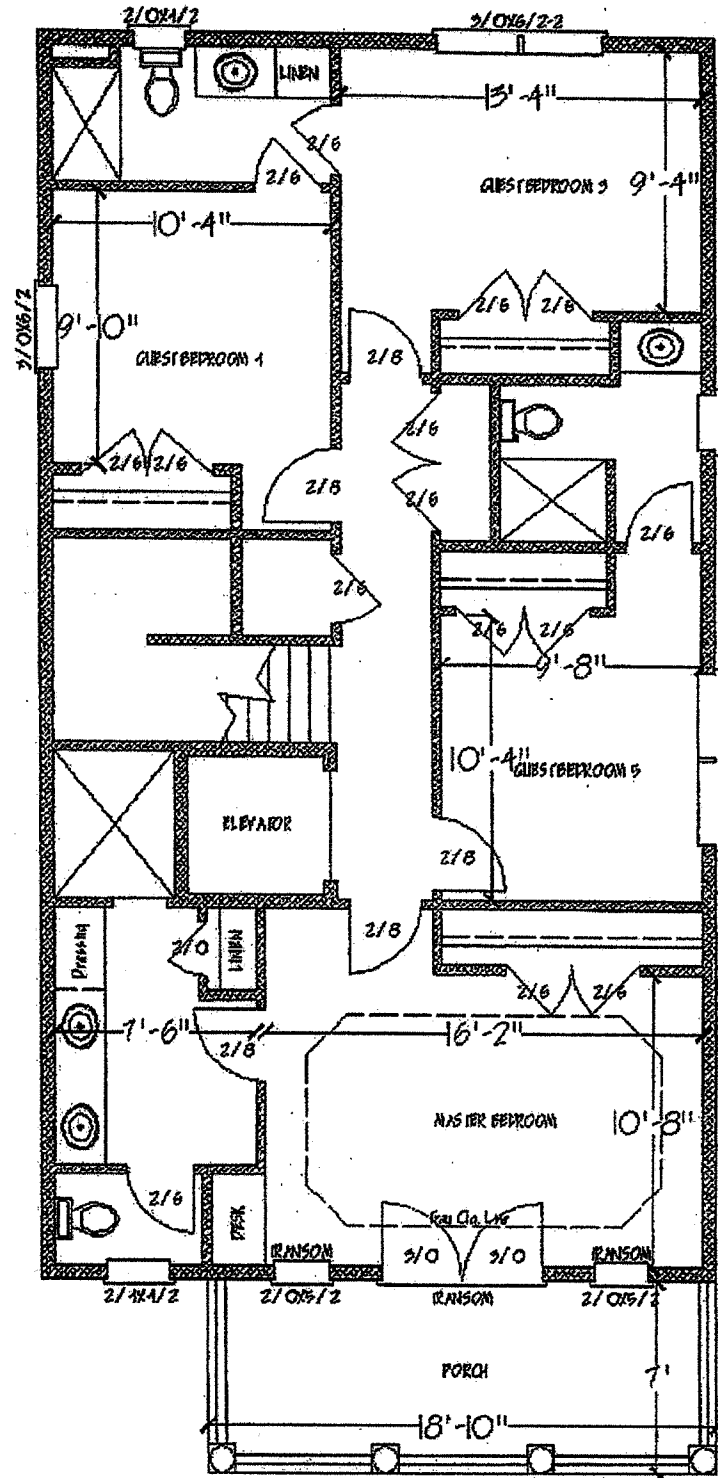 2/0X4/2
3/0X6/2-2
LINEN
13'-4"
2/6
2/6
GUEST BEDROOM 3
9'-4"
10'-4"
3/0X6/2
9'-0"
2/6
2/6
GUEST BEDROOM 4
2/8
2/6
2/6
2/6
2/8
2/6
2/6
2/6
2/6
2/6
9'-8"
10'-4"
GUEST BEDROOM 5
ELEVATOR
2/8
Dressing
2/0
LINEN
2/8
2/6
2/6
7'-6"
16'-2"
2/8
MASTER BEDROOM
10'-8"
2/6
DESK
3/0
3/0
TRANSOM
TRANSOM
2/4X4/2
2/0X5/2
TRANSOM
2/0X5/2
PORCH
7'
18'-10"